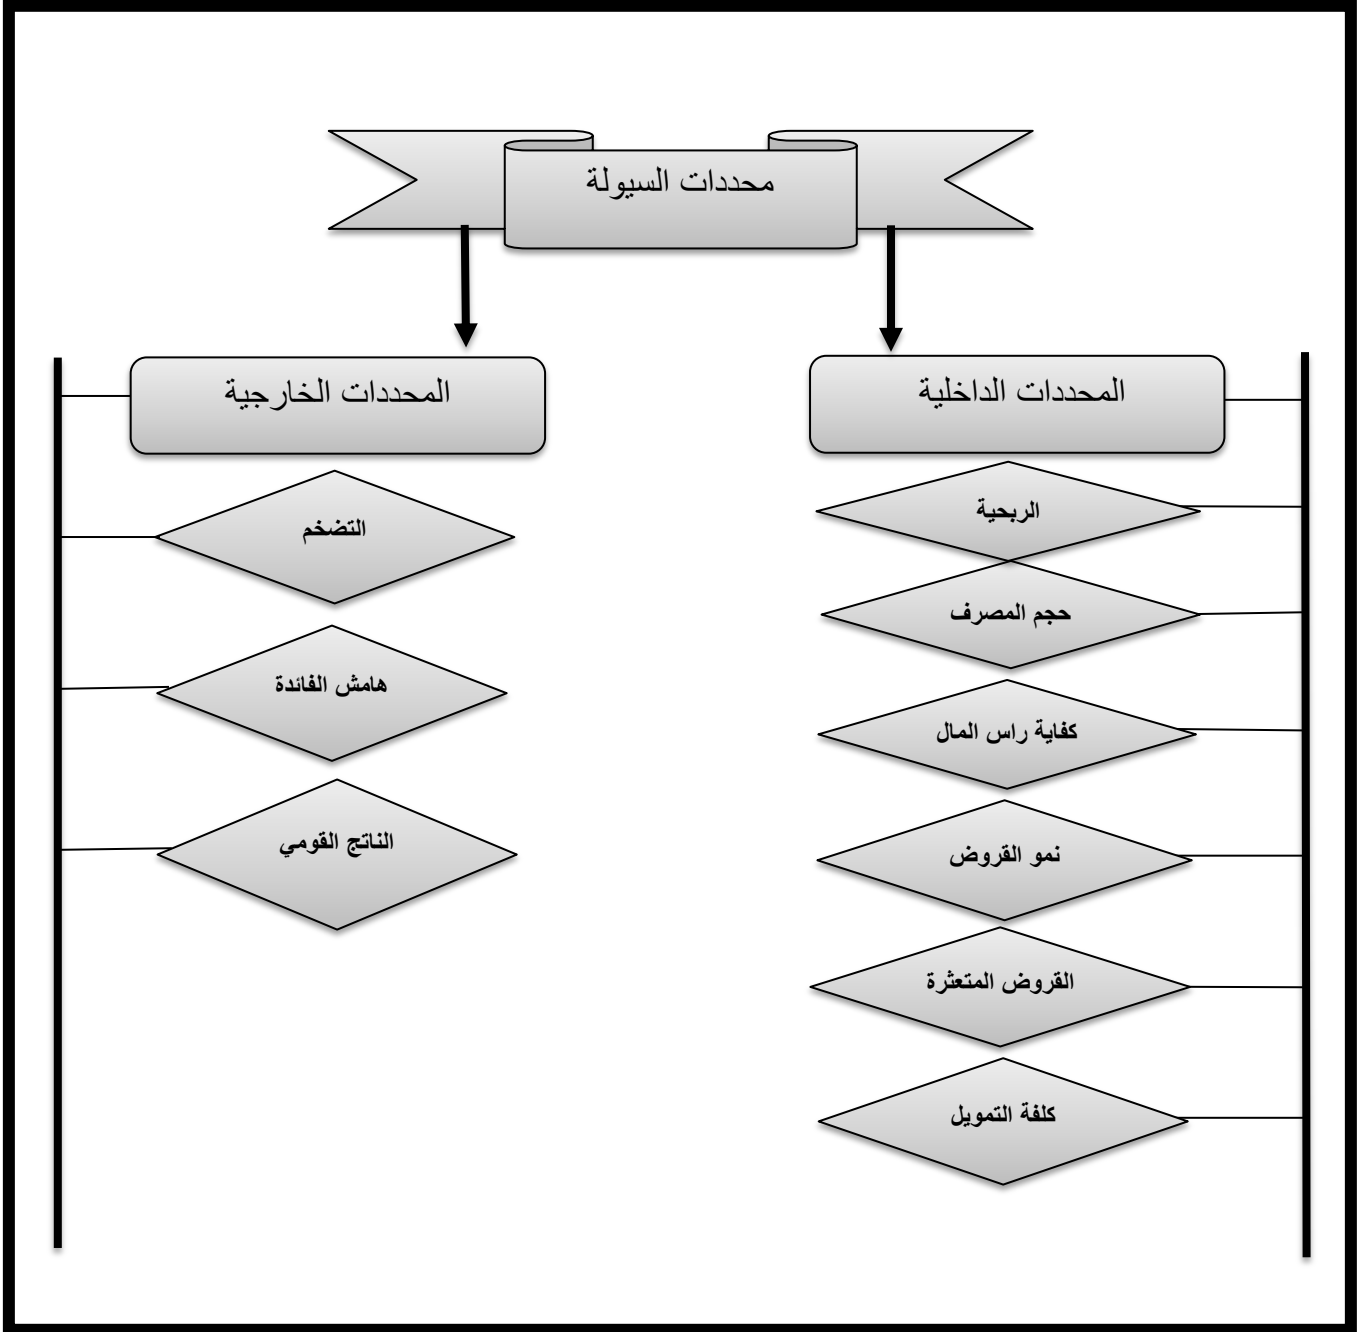 محددات السيولة
المحددات الداخلية
الربحية
حجم المصرف
كفاية راس المال
نمو القروض
القروض المتعثرة
كلفة التمويل
المحددات الخارجية
التضخم
هامش الفائدة
الناتج القومي